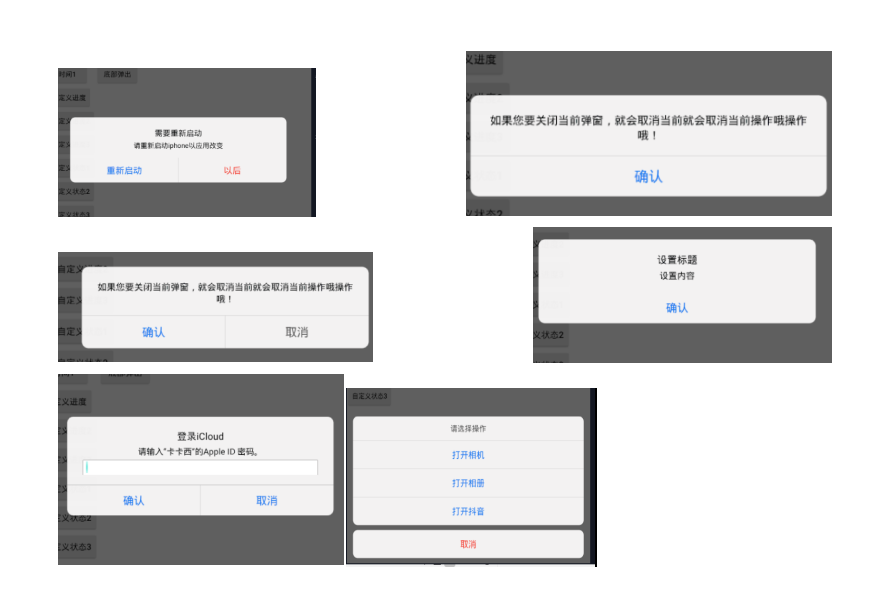 时间1 底部弹出
定义进度
需要重新启动
请重新启动iphone以应用改变
重新启动 以后
义状态2
定义状态3
义进度
如果您要关闭当前弹窗，就会取消当前就会取消当前操作哦操作
哦！
确认
义状态2
自定义
如果您要关闭当前弹窗，就会取消当前就会取消当前操作哦操作
哦！
自定义
自定义
确认 取消
设置标题
设置内容
确认
义状态2
定义进度
登录iCloud
请输入“卡卡西”的Apple ID 密码。
确认 取消
义状态2
义状态3
自定义状态3
请选择操作
打开相机
打开相册
打开抖音
取消